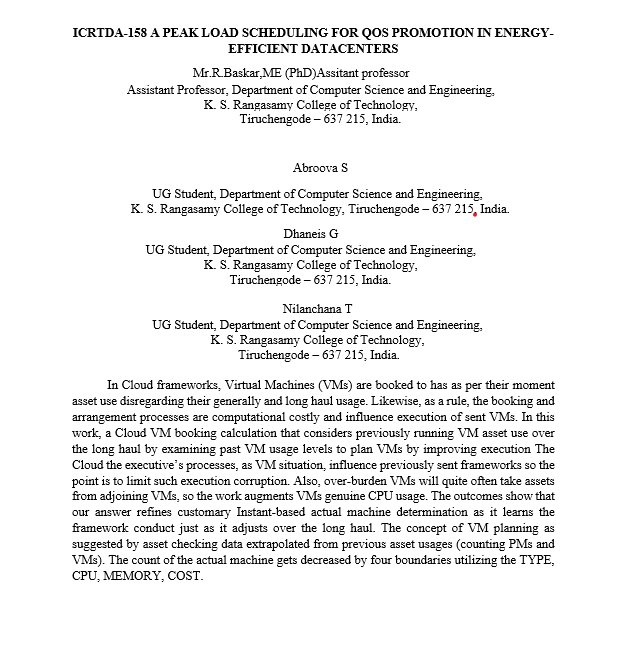 ICRTDA-158 A PEAK LOAD SCHEDULING FOR QOS PROMOTION IN ENERGY-
EFFICIENT DATACENTERS
Mr.R.Baskar,ME (PhD)Assitant professor
Assistant Professor, Department of Computer Science and Engineering,
K. S. Rangasamy College of Technology,
Tiruchengode – 637 215, India.
Abroova S
UG Student, Department of Computer Science and Engineering,
K. S. Rangasamy College of Technology, Tiruchengode – 637 215, India.
Dhaneis G
UG Student, Department of Computer Science and Engineering,
K. S. Rangasamy College of Technology,
Tiruchengode – 637 215, India.
Nilanchana T
UG Student, Department of Computer Science and Engineering,
K. S. Rangasamy College of Technology,
Tiruchengode – 637 215, India.
In Cloud frameworks, Virtual Machines (VMs) are booked to has as per their moment
asset use disregarding their generally and long haul usage. Likewise, as a rule, the booking and
arrangement processes are computational costly and influence execution of sent VMs. In this
work, a Cloud VM booking calculation that considers previously running VM asset use over
the long haul by examining past VM usage levels to plan VMs by improving execution The
Cloud the executive's processes, as VM situation, influence previously sent frameworks so the
point is to limit such execution corruption. Also, over-burden VMs will quite often take assets
from adjoining VMs, so the work augments VMs genuine CPU usage. The outcomes show that
our answer refines customary Instant-based actual machine determination as it learns the
framework conduct just as it adjusts over the long haul. The concept of VM planning as
suggested by asset checking data extrapolated from previous asset usages (counting PMs and
VMs). The count of the actual machine gets decreased by four boundaries utilizing the TYPE,
CPU, MEMORY, COST.